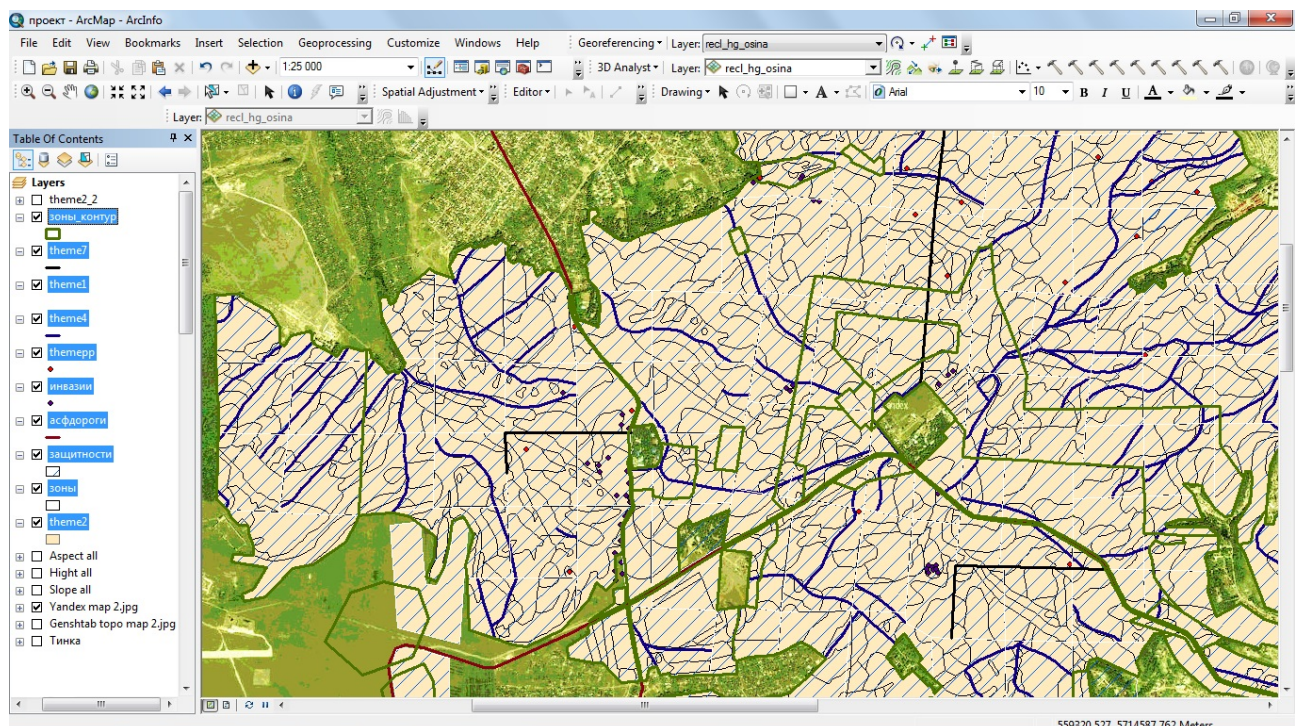 проект - ArcMap - ArcInfo
File Edit View Bookmarks Insert Selection Geoprocessing Customize Windows Help Georeferencing Layer: recl_hg_osina
1:25 000 3D Analyst Layer: recl_hg_osina
Spatial Adjustment Editor Drawing A Arial 10 B I U A
Layer: recl_hg_osina
Table Of Contents
Layers
theme2_2
зоны_контур
theme7
theme1
theme4
themepp
инвазии
асфдороги
защитности
зоны
theme2
Aspect all
Hight all
Slope all
Yandex map 2.jpg
Genshtab topo map 2.jpg
Тинка
559320,527 5714587,762 Meters